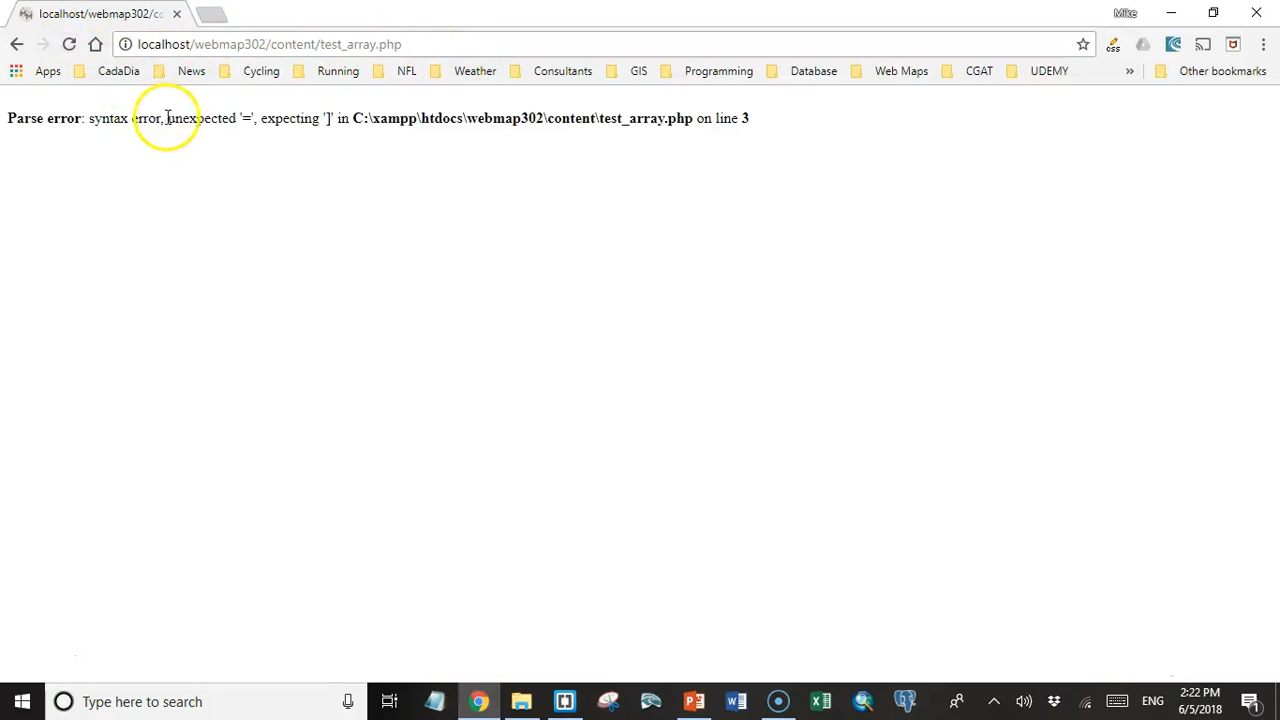 localhost/webmap302/cc
Mike
localhost/webmap302/content/test_array.php
CSS
Apps CadaDia News Cycling Running NFL Weather Consultants GIS Programming Database Web Maps CGAT UDEMY » Other bookmarks
Parse error: syntax error, unexpected '=', expecting ']' in C:\xampp\htdocs\webmap302\content\test_array.php on line 3
Type here to search
ENG
2:22 PM
6/5/2018